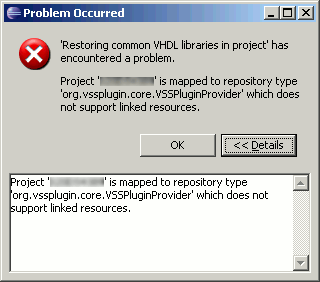 Problem Occurred
'Restoring common VHDL libraries in project' has
encountered a problem.
Project '' is mapped to repository type
'org.vssplugin.core.VSSPluginProvider' which does
not support linked resources.
OK
<< Details
Project '' is mapped to repository type
'org.vssplugin.core.VSSPluginProvider' which does not
support linked resources.